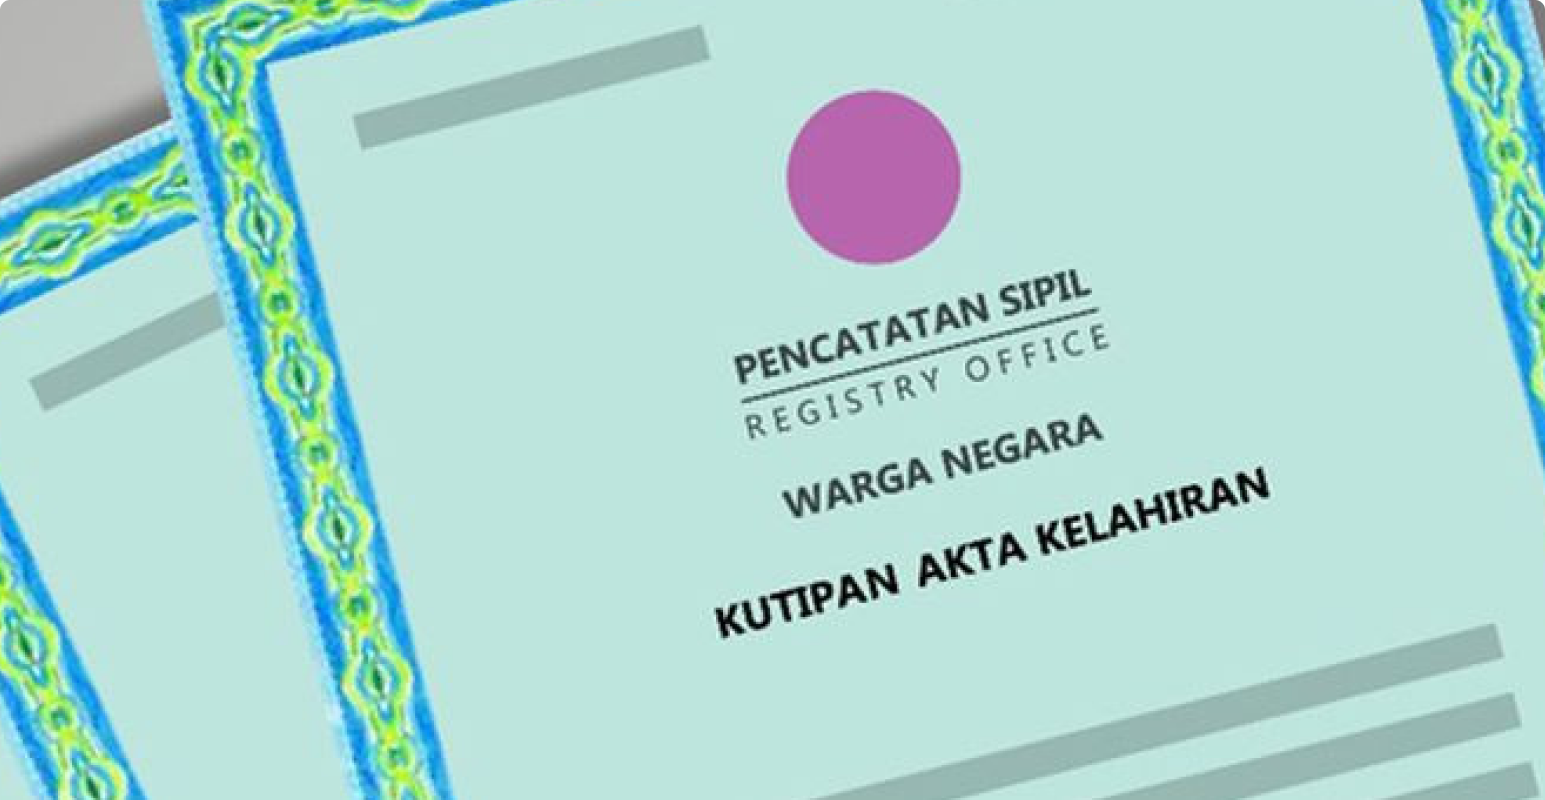 PENCATATAN SIPIL
REGISTRY OFFICE
WARGA NEGARA
KUTIPAN AKTA KELAHIRAN